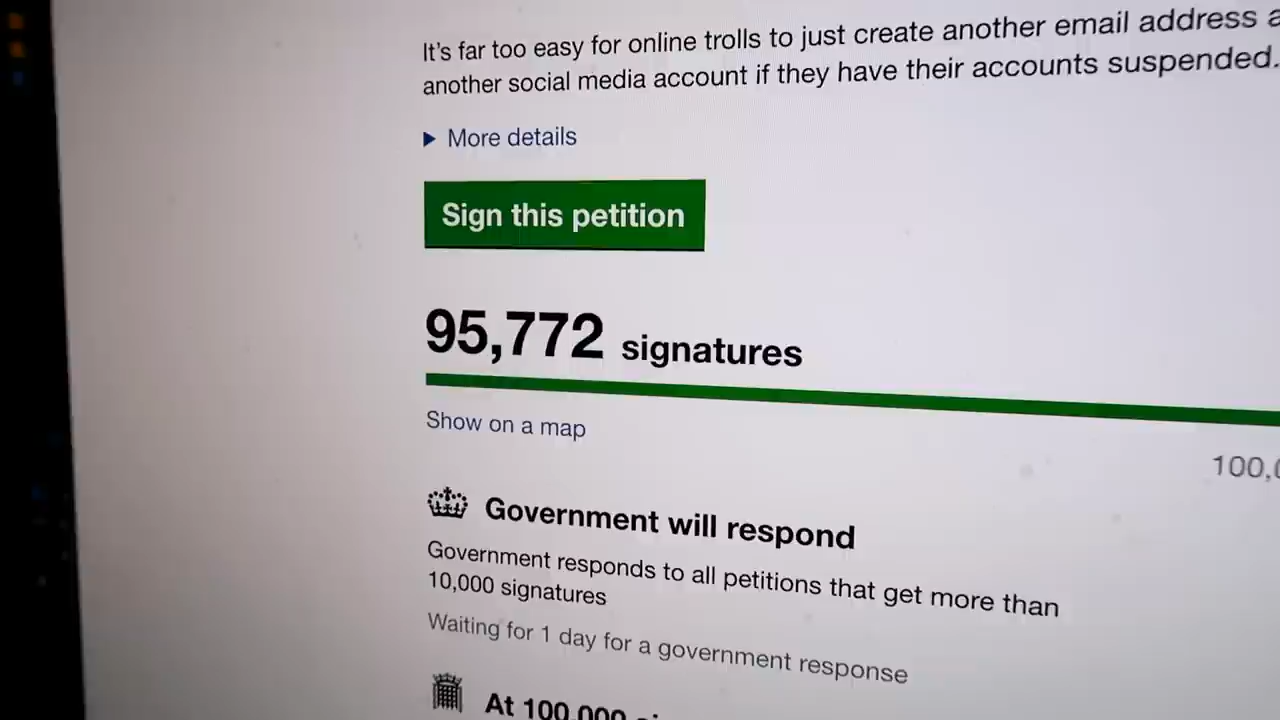 It's far too easy for online trolls to just create another email address
another social media account if they have their accounts suspended.
▶ More details
Sign this petition
95,772 signatures
Show on a map
Government will respond
Government responds to all petitions that get more than
10,000 signatures
Waiting for 1 day for a government response
At 100,000